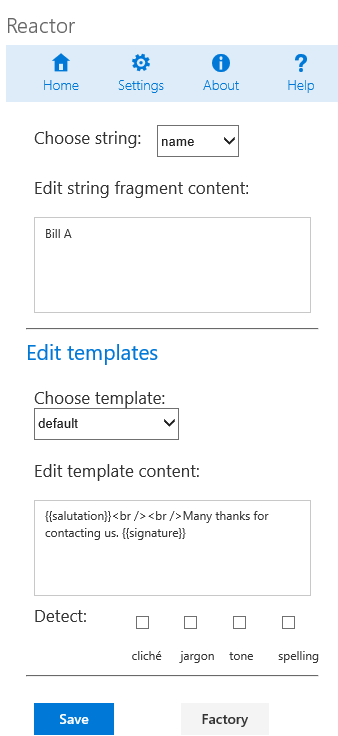 Reactor
Home Settings About Help
Choose string: name
Edit string fragment content:
Bill A
Edit templates
Choose template:
default
Edit template content:
{{salutation}}<br /><br />Many thanks for
contacting us. {{signature}}
Detect:
cliché jargon tone spelling
Save Factory